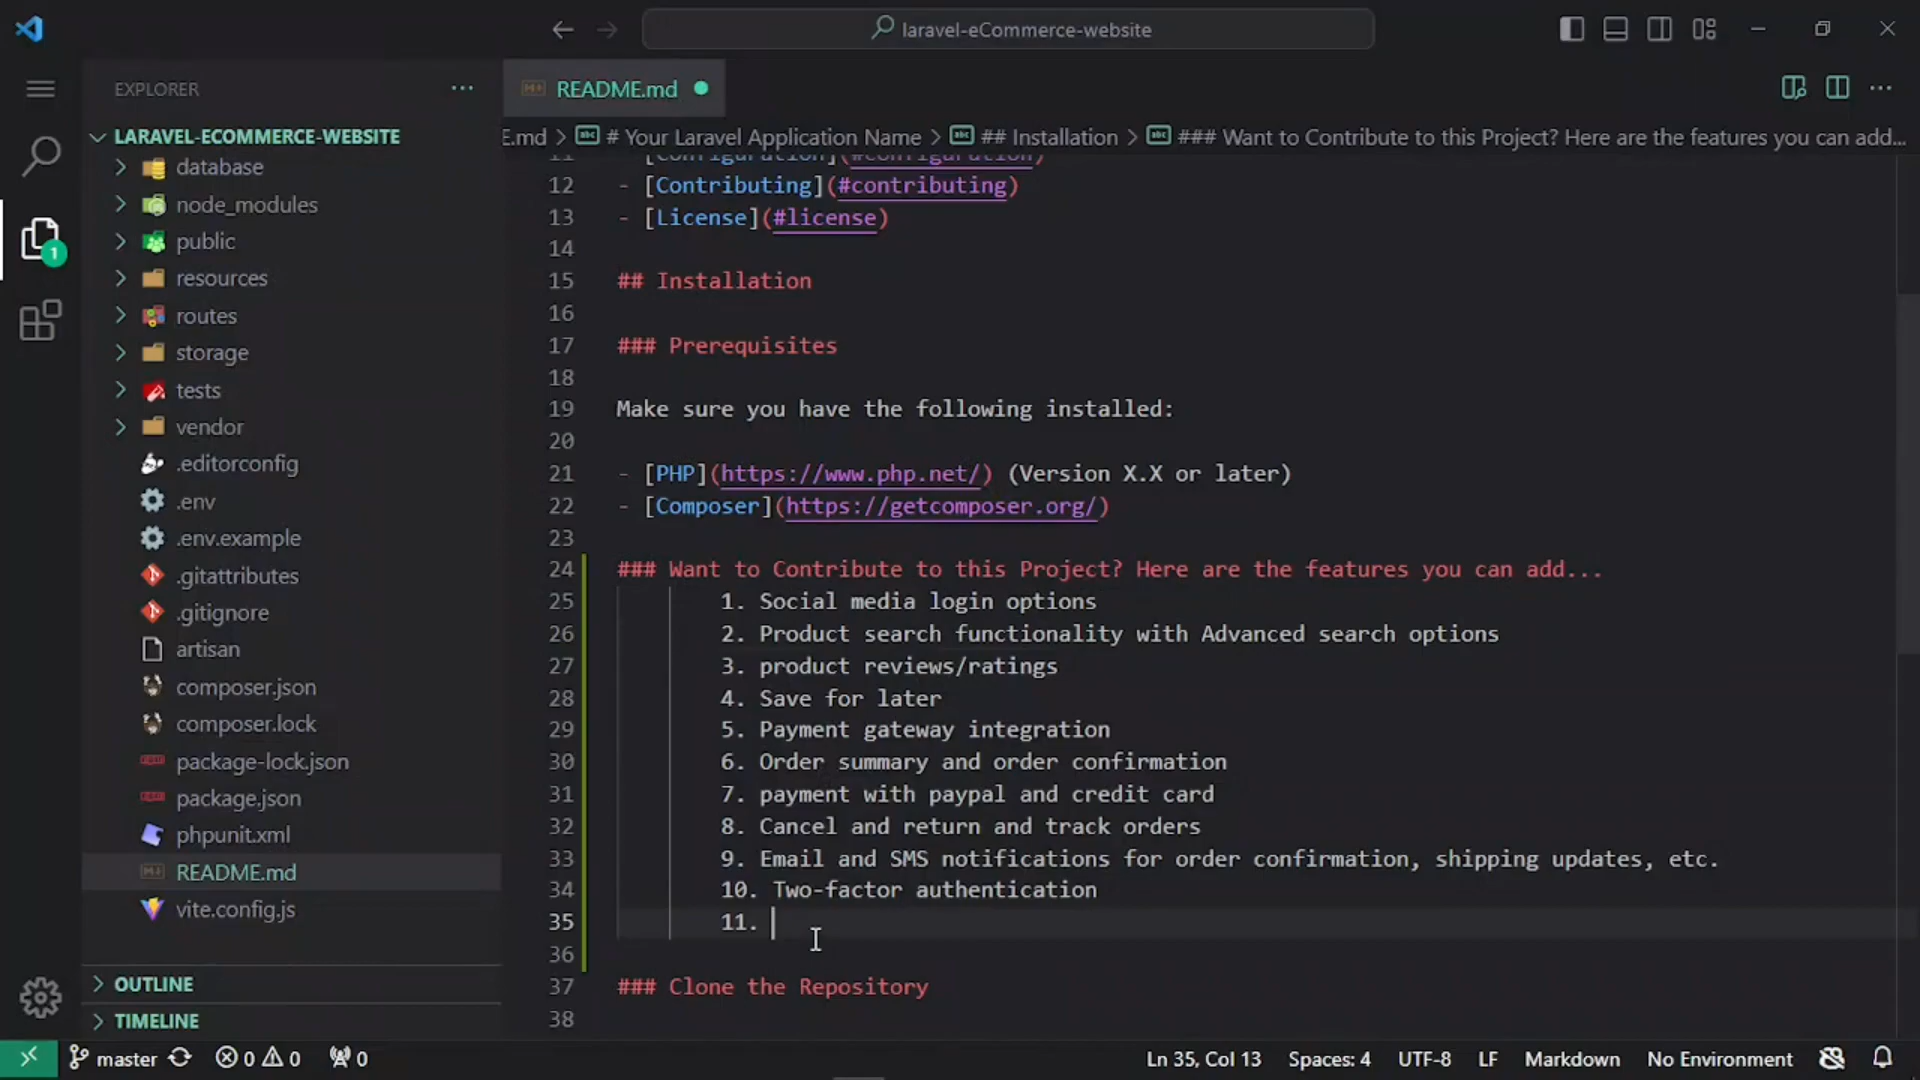 laravel-eCommerce-website
EXPLORER
README.md
LARAVEL-ECOMMERCE-WEBSITE
E.md > # Your Laravel Application Name > ## Installation > ### Want to Contribute to this Project? Here are the features you can add...
database
node_modules
public
resources
routes
storage
tests
vendor
.editorconfig
.env
.env.example
.gitattributes
.gitignore
artisan
composer.json
composer.lock
package-lock.json
package.json
phpunit.xml
README.md
vite.config.js
OUTLINE
TIMELINE
11 - [Configuration](#configuration)
12 - [Contributing](#contributing)
13 - [License](#license)
14
15 ## Installation
16
17 ### Prerequisites
18
19 Make sure you have the following installed:
20
21 - [PHP](https://www.php.net/) (Version X.X or later)
22 - [Composer](https://getcomposer.org/)
23
24 ### Want to Contribute to this Project? Here are the features you can add...
25 1. Social media login options
26 2. Product search functionality with Advanced search options
27 3. product reviews/ratings
28 4. Save for later
29 5. Payment gateway integration
30 6. Order summary and order confirmation
31 7. payment with paypal and credit card
32 8. Cancel and return and track orders
33 9. Email and SMS notifications for order confirmation, shipping updates, etc.
34 10. Two-factor authentication
35 11.
36
37 ### Clone the Repository
38
1
master 0 0 0 Ln 35, Col 13 Spaces: 4 UTF-8 LF Markdown No Environment